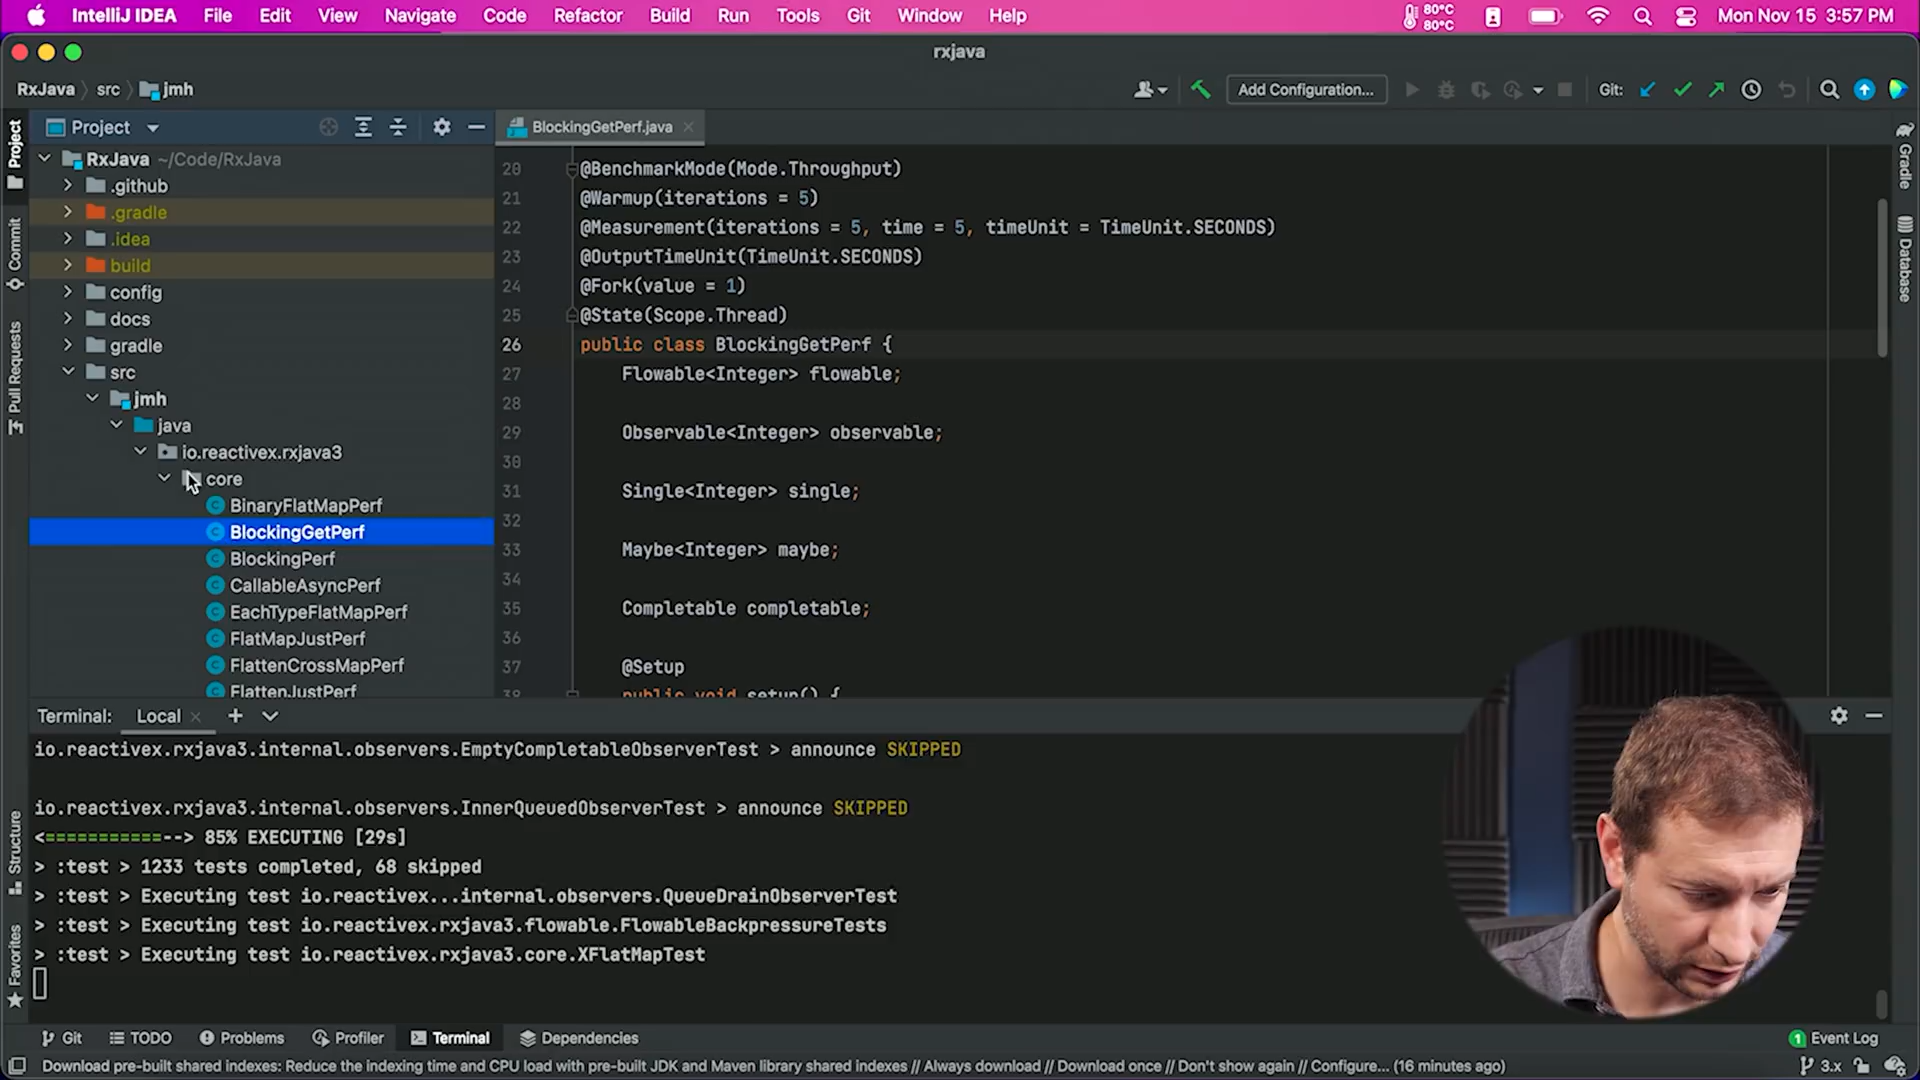 IntelliJ IDEA File Edit View Navigate Code Refactor Build Run Tools Git Window Help 80°C 80°C Mon Nov 15 3:57 PM
rxjava
RxJava src jmh Add Configuration... Git:
Project
BlockingGetPerf.java
RxJava ~/Code/RxJava
.github
.gradle
.idea
build
config
docs
gradle
src
jmh
java
io.reactivex.rxjava3
core
BinaryFlatMapPerf
BlockingGetPerf
BlockingPerf
CallableAsyncPerf
EachTypeFlatMapPerf
FlatMapJustPerf
FlattenCrossMapPerf
FlattenJustPerf
20 @BenchmarkMode(Mode.Throughput)
21 @Warmup(iterations = 5)
22 @Measurement(iterations = 5, time = 5, timeUnit = TimeUnit.SECONDS)
23 @OutputTimeUnit(TimeUnit.SECONDS)
24 @Fork(value = 1)
25 @State(Scope.Thread)
26 public class BlockingGetPerf {
27 Flowable<Integer> flowable;
28
29 Observable<Integer> observable;
30
31 Single<Integer> single;
32
33 Maybe<Integer> maybe;
34
35 Completable completable;
36
37 @Setup
38 public void setup() {
Project
Commit
Pull Requests
Structure
Favorites
Gradle
Database
Terminal: Local
io.reactivex.rxjava3.internal.observers.EmptyCompletableObserverTest > announce SKIPPED
io.reactivex.rxjava3.internal.observers.InnerQueuedObserverTest > announce SKIPPED
<===========--> 85% EXECUTING [29s]
> :test > 1233 tests completed, 68 skipped
> :test > Executing test io.reactivex...internal.observers.QueueDrainObserverTest
> :test > Executing test io.reactivex.rxjava3.flowable.FlowableBackpressureTests
> :test > Executing test io.reactivex.rxjava3.core.XFlatMapTest
Git TODO Problems Profiler Terminal Dependencies 1 Event Log
Download pre-built shared indexes: Reduce the indexing time and CPU load with pre-built JDK and Maven library shared indexes // Always download // Download once // Don't show again // Configure... (16 minutes ago) 3.x